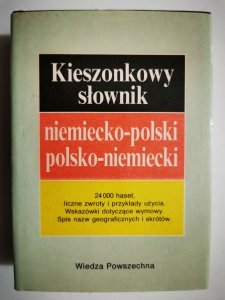 Kieszonkowy
słownik
niemiecko-polski
polsko-niemiecki
24 000 haseł,
liczne zwroty i przykłady użycia.
Wskazówki dotyczące wymowy.
Spis nazw geograficznych i skrótów.
Wiedza Powszechna